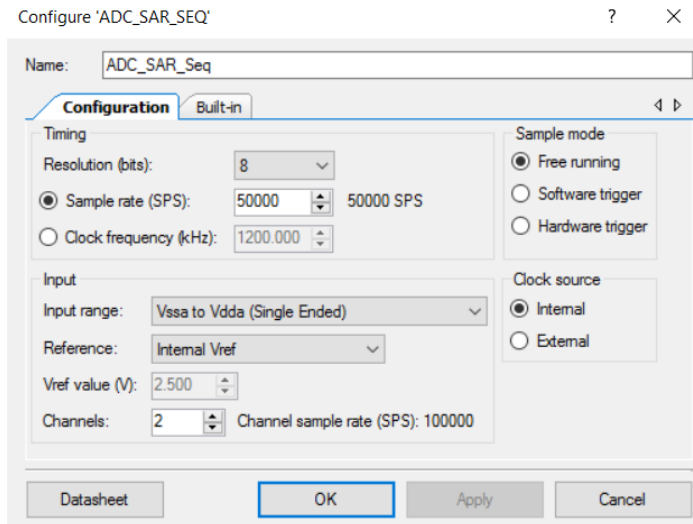 Configure 'ADC_SAR_SEQ' ? ✕
Name: ADC_SAR_Seq
Configuration Built-in
Timing
Resolution (bits): 8
Sample rate (SPS): 50000 50000 SPS
Clock frequency (kHz): 1200.000
Sample mode
Free running
Software trigger
Hardware trigger
Input
Input range: Vssa to Vdda (Single Ended)
Reference: Internal Vref
Vref value (V): 2.500
Channels: 2 Channel sample rate (SPS): 100000
Clock source
Internal
External
Datasheet OK Apply Cancel